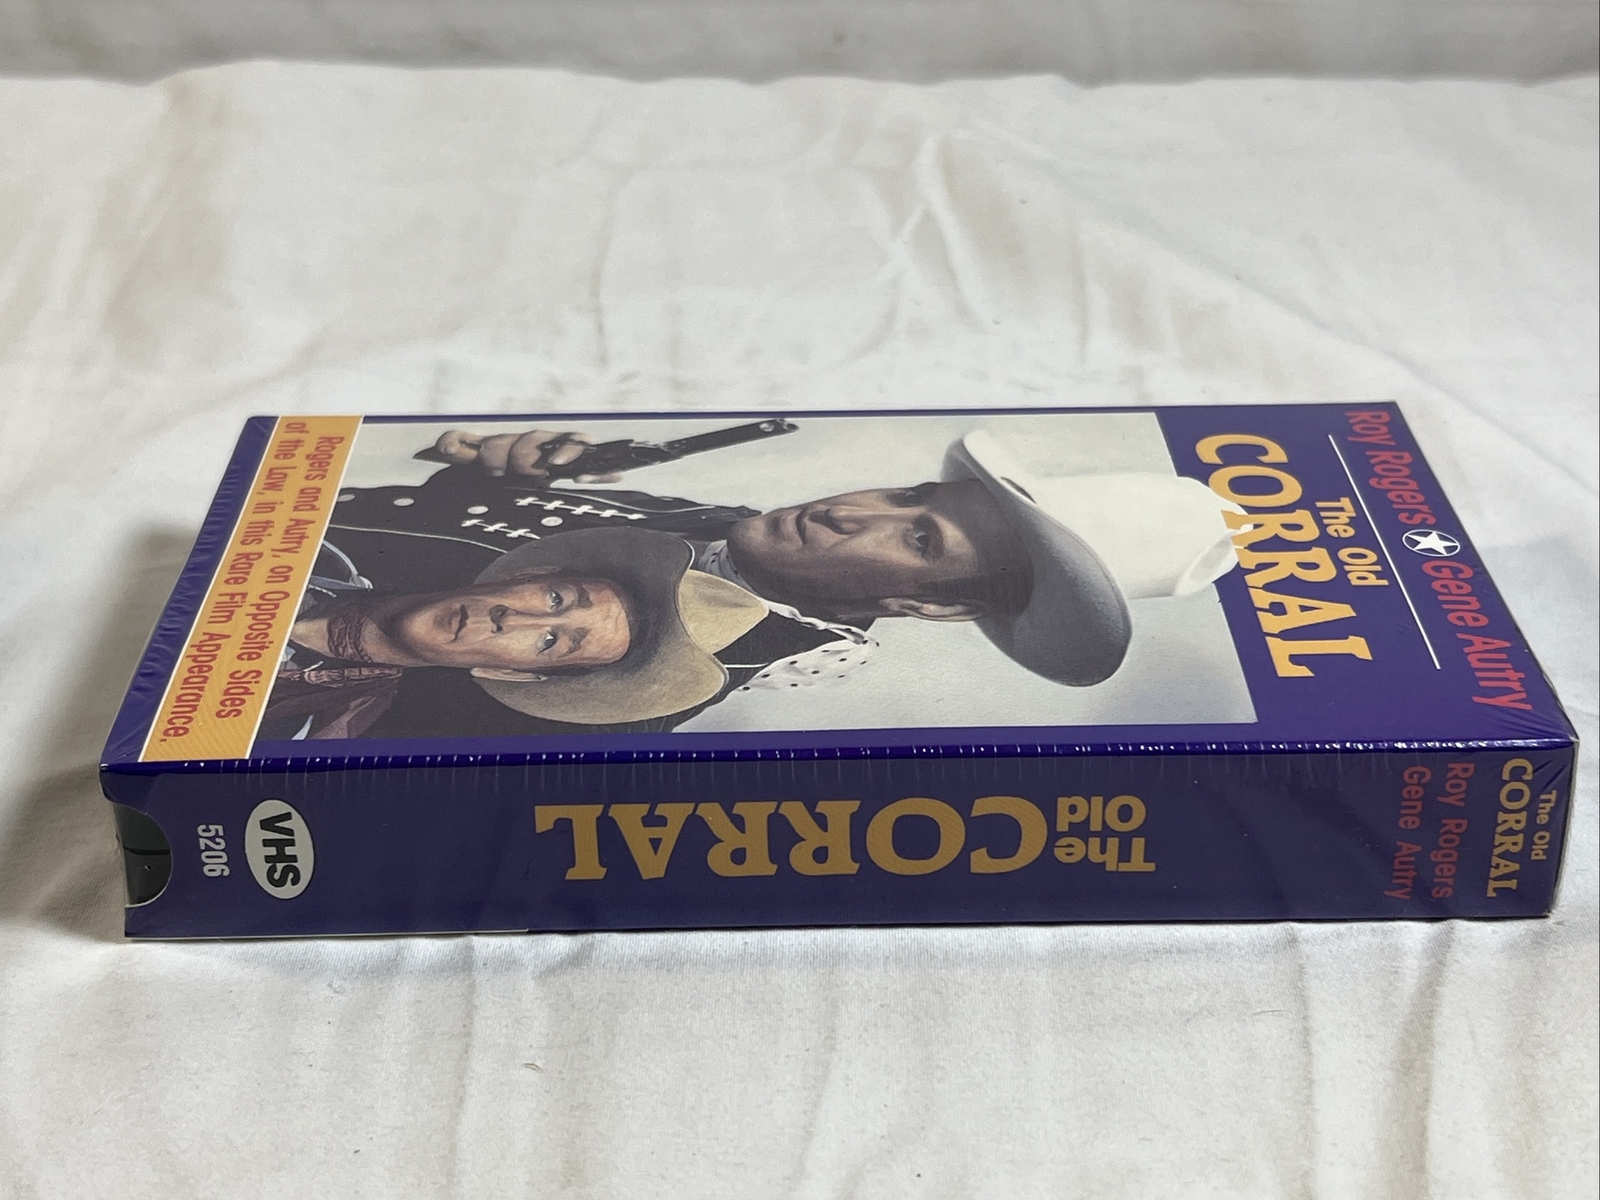 Roy Rogers Gene Autry
The Old
CORRAL
Rogers and Autry, on Opposite Sides
of the Law, in this Rare Film Appearance.
The Old
CORRAL
Roy Rogers
Gene Autry
The
Old
CORRAL
VHS
5206